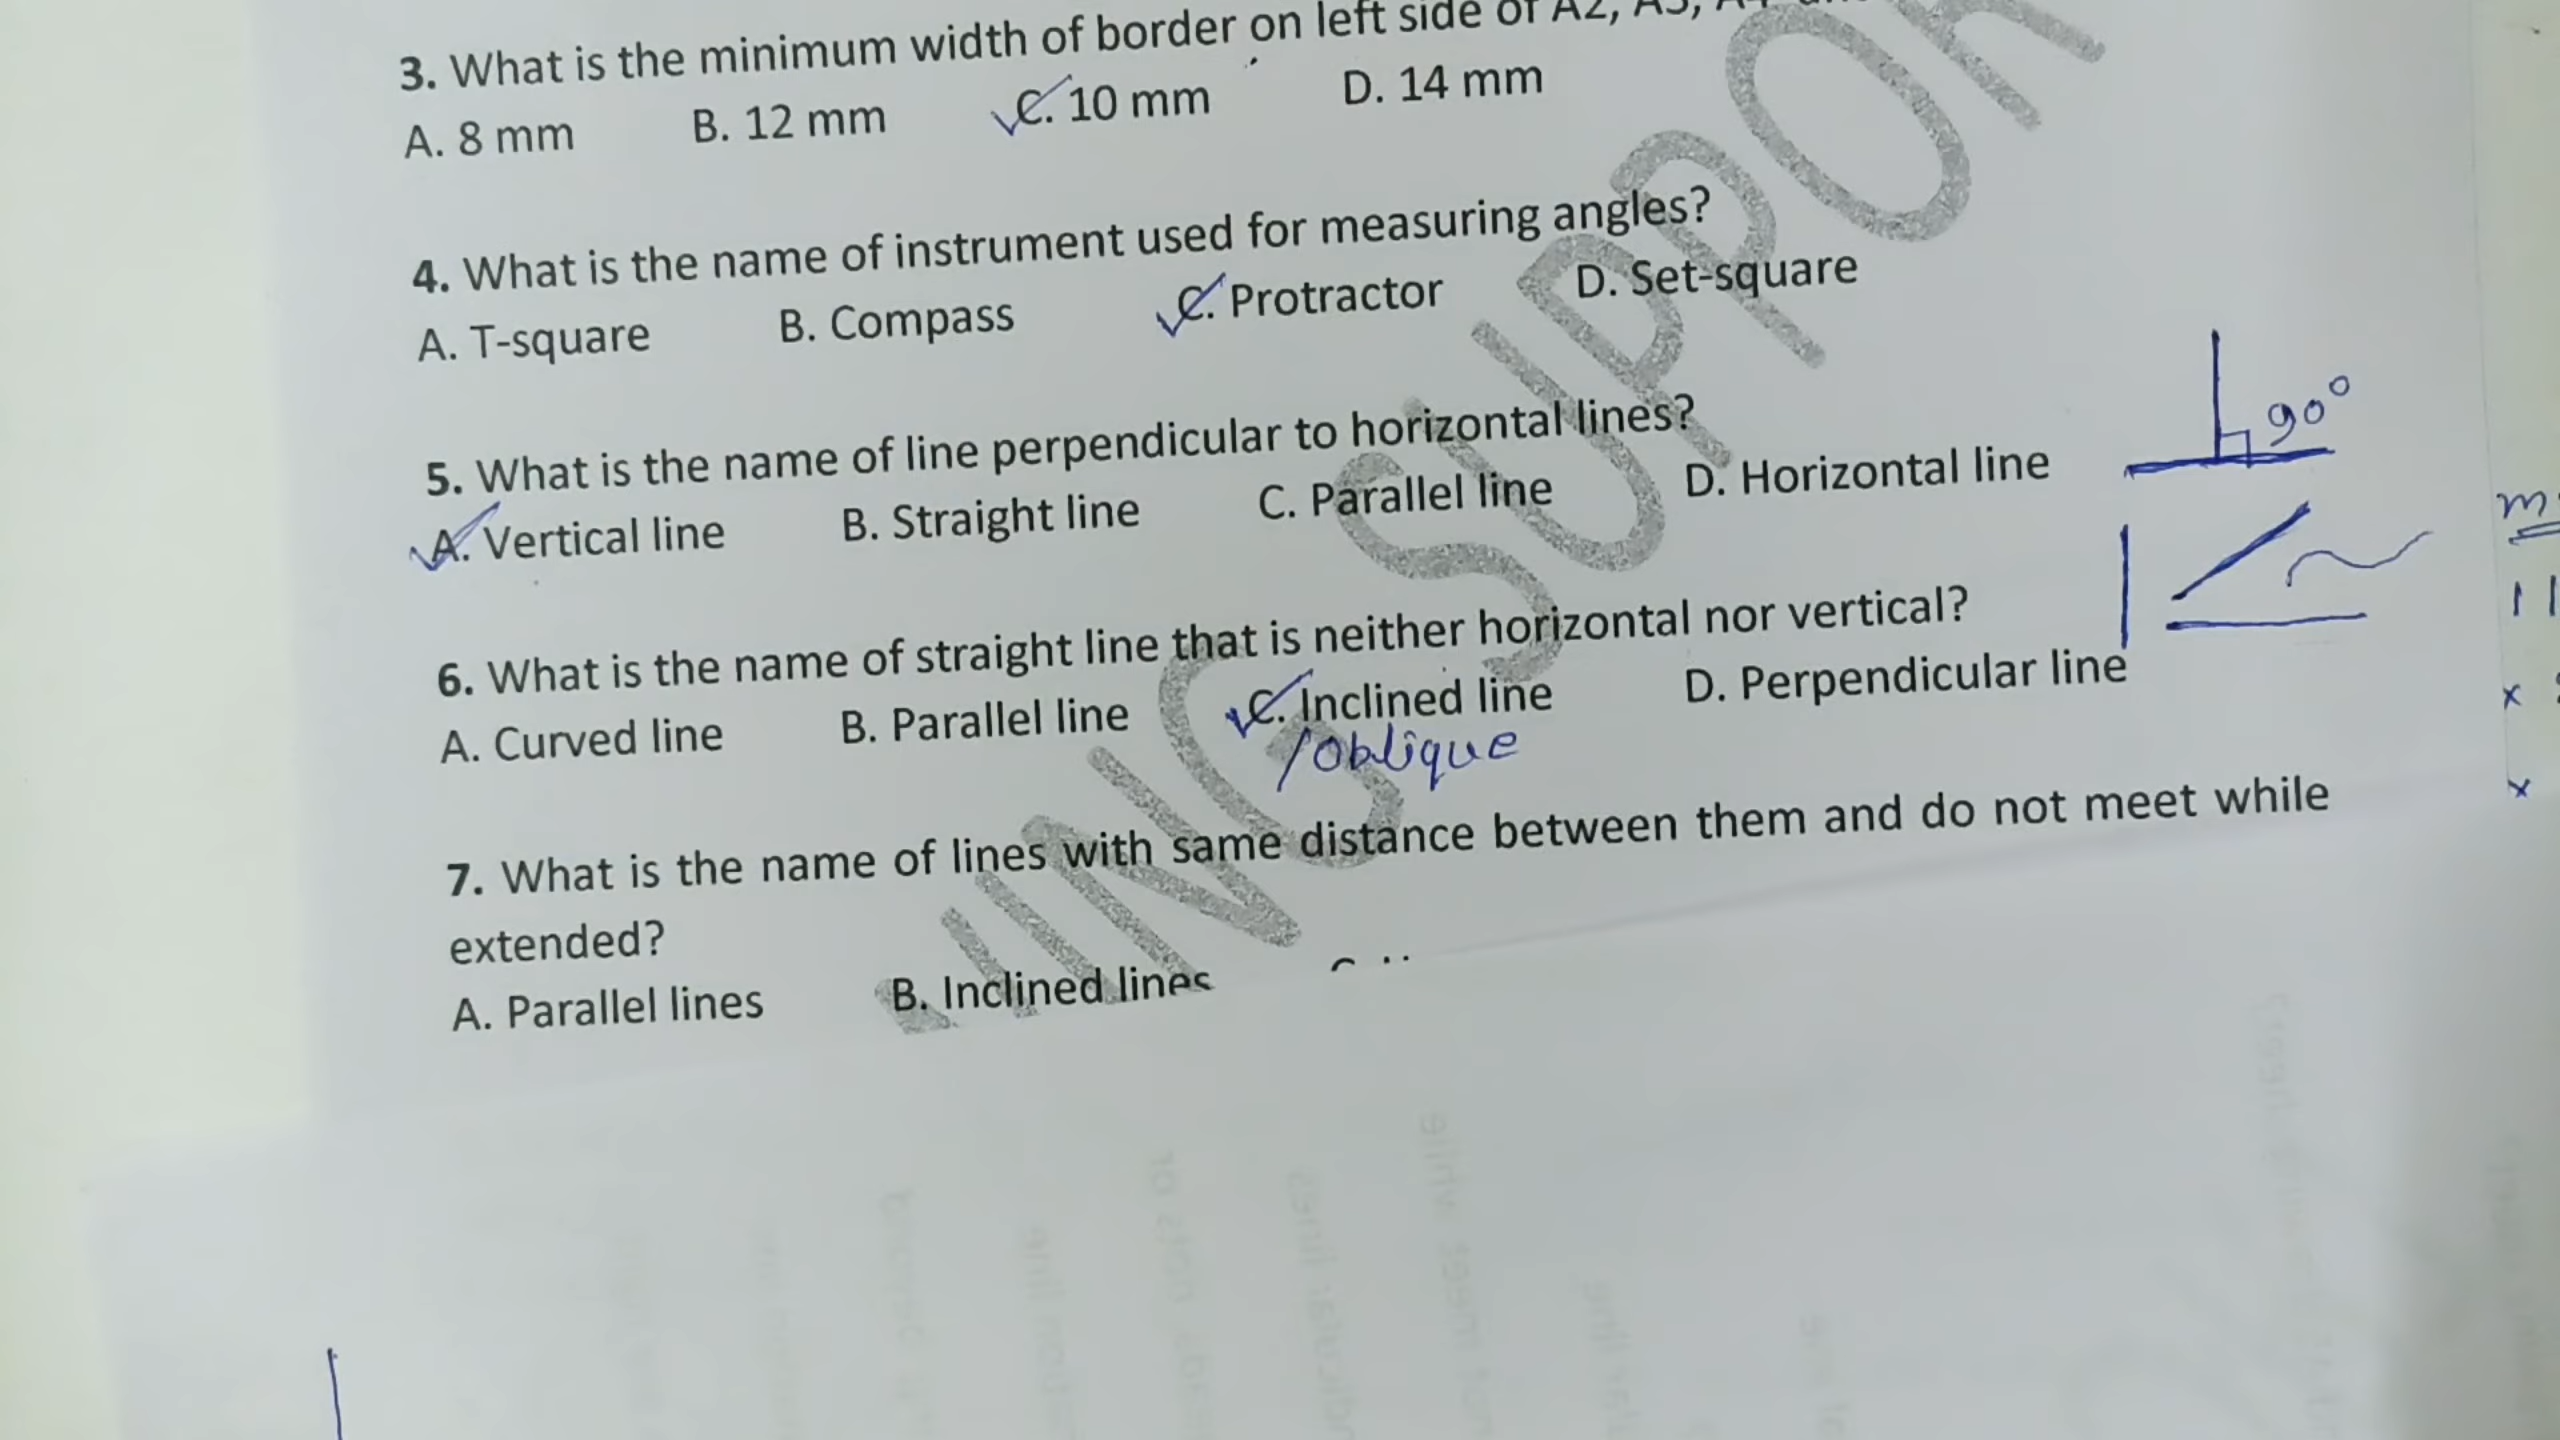 3. What is the minimum width of border on left side of A2, A3, A4
A. 8 mm B. 12 mm C. 10 mm D. 14 mm
4. What is the name of instrument used for measuring angles?
A. T-square B. Compass C. Protractor D. Set-square
5. What is the name of line perpendicular to horizontal lines?
90°
A. Vertical line B. Straight line C. Parallel line D. Horizontal line
6. What is the name of straight line that is neither horizontal nor vertical?
A. Curved line B. Parallel line C. Inclined line D. Perpendicular line
/oblique
7. What is the name of lines with same distance between them and do not meet while
extended?
A. Parallel lines B. Inclined lines